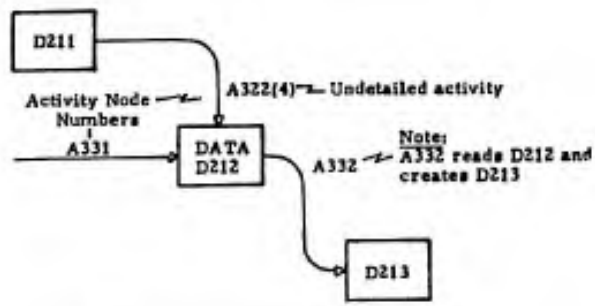 D211
Activity Node
Numbers
A331
A322(4) Undetailed activity
DATA
D212
A332
Note:
A332 reads D212 and
creates D213
D213